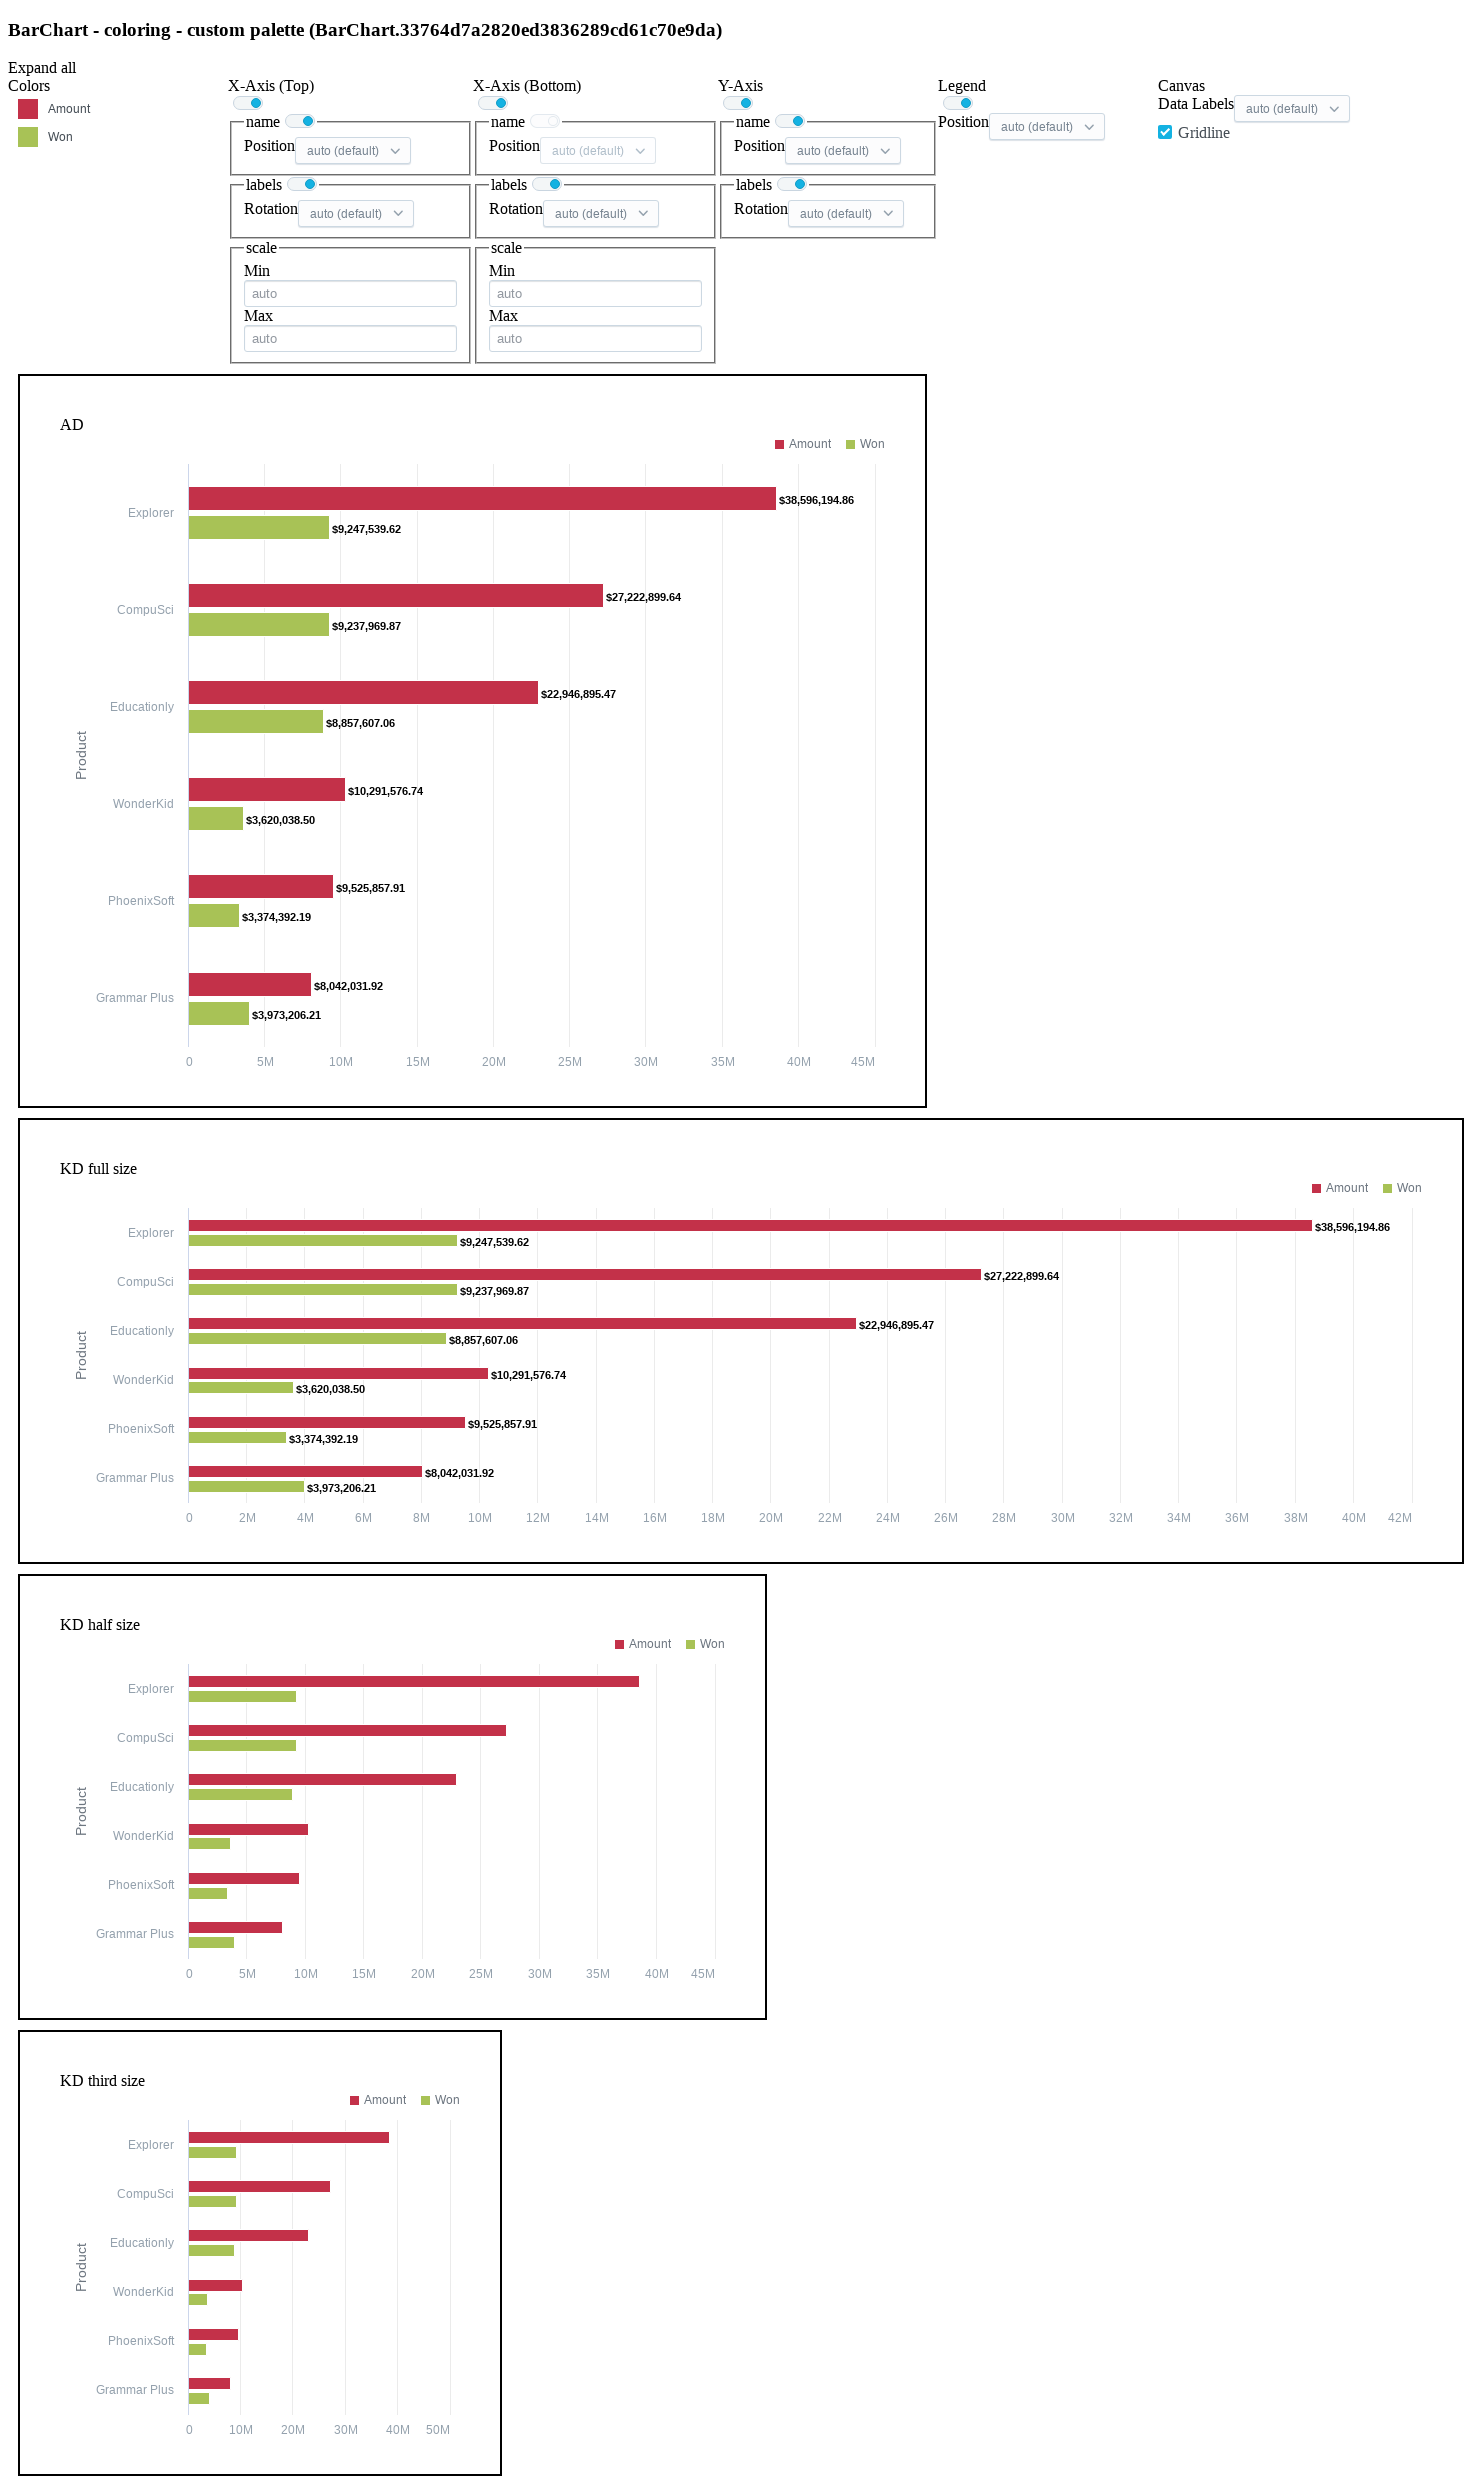 BarChart - coloring - custom palette (BarChart.33764d7a2820ed3836289cd61c70e9da)
Expand all
Colors
Amount
Won
X-Axis (Top)
name
Position auto (default)
labels
Rotation auto (default)
scale
Min
auto
Max
auto
X-Axis (Bottom)
name
Position auto (default)
labels
Rotation auto (default)
scale
Min
auto
Max
auto
Y-Axis
name
Position auto (default)
labels
Rotation auto (default)
Legend
Position auto (default)
Canvas
Data Labels auto (default)
Gridline
AD
Amount Won
Product
Explorer $38,596,194.86
$9,247,539.62
CompuSci $27,222,899.64
$9,237,969.87
Educationly $22,946,895.47
$8,857,607.06
WonderKid $10,291,576.74
$3,620,038.50
PhoenixSoft $9,525,857.91
$3,374,392.19
Grammar Plus $8,042,031.92
$3,973,206.21
0 5M 10M 15M 20M 25M 30M 35M 40M 45M
KD full size
Amount Won
Product
Explorer $38,596,194.86
$9,247,539.62
CompuSci $27,222,899.64
$9,237,969.87
Educationly $22,946,895.47
$8,857,607.06
WonderKid $10,291,576.74
$3,620,038.50
PhoenixSoft $9,525,857.91
$3,374,392.19
Grammar Plus $8,042,031.92
$3,973,206.21
0 2M 4M 6M 8M 10M 12M 14M 16M 18M 20M 22M 24M 26M 28M 30M 32M 34M 36M 38M 40M 42M
KD half size
Amount Won
Product
Explorer
CompuSci
Educationly
WonderKid
PhoenixSoft
Grammar Plus
0 5M 10M 15M 20M 25M 30M 35M 40M 45M
KD third size
Amount Won
Product
Explorer
CompuSci
Educationly
WonderKid
PhoenixSoft
Grammar Plus
0 10M 20M 30M 40M 50M